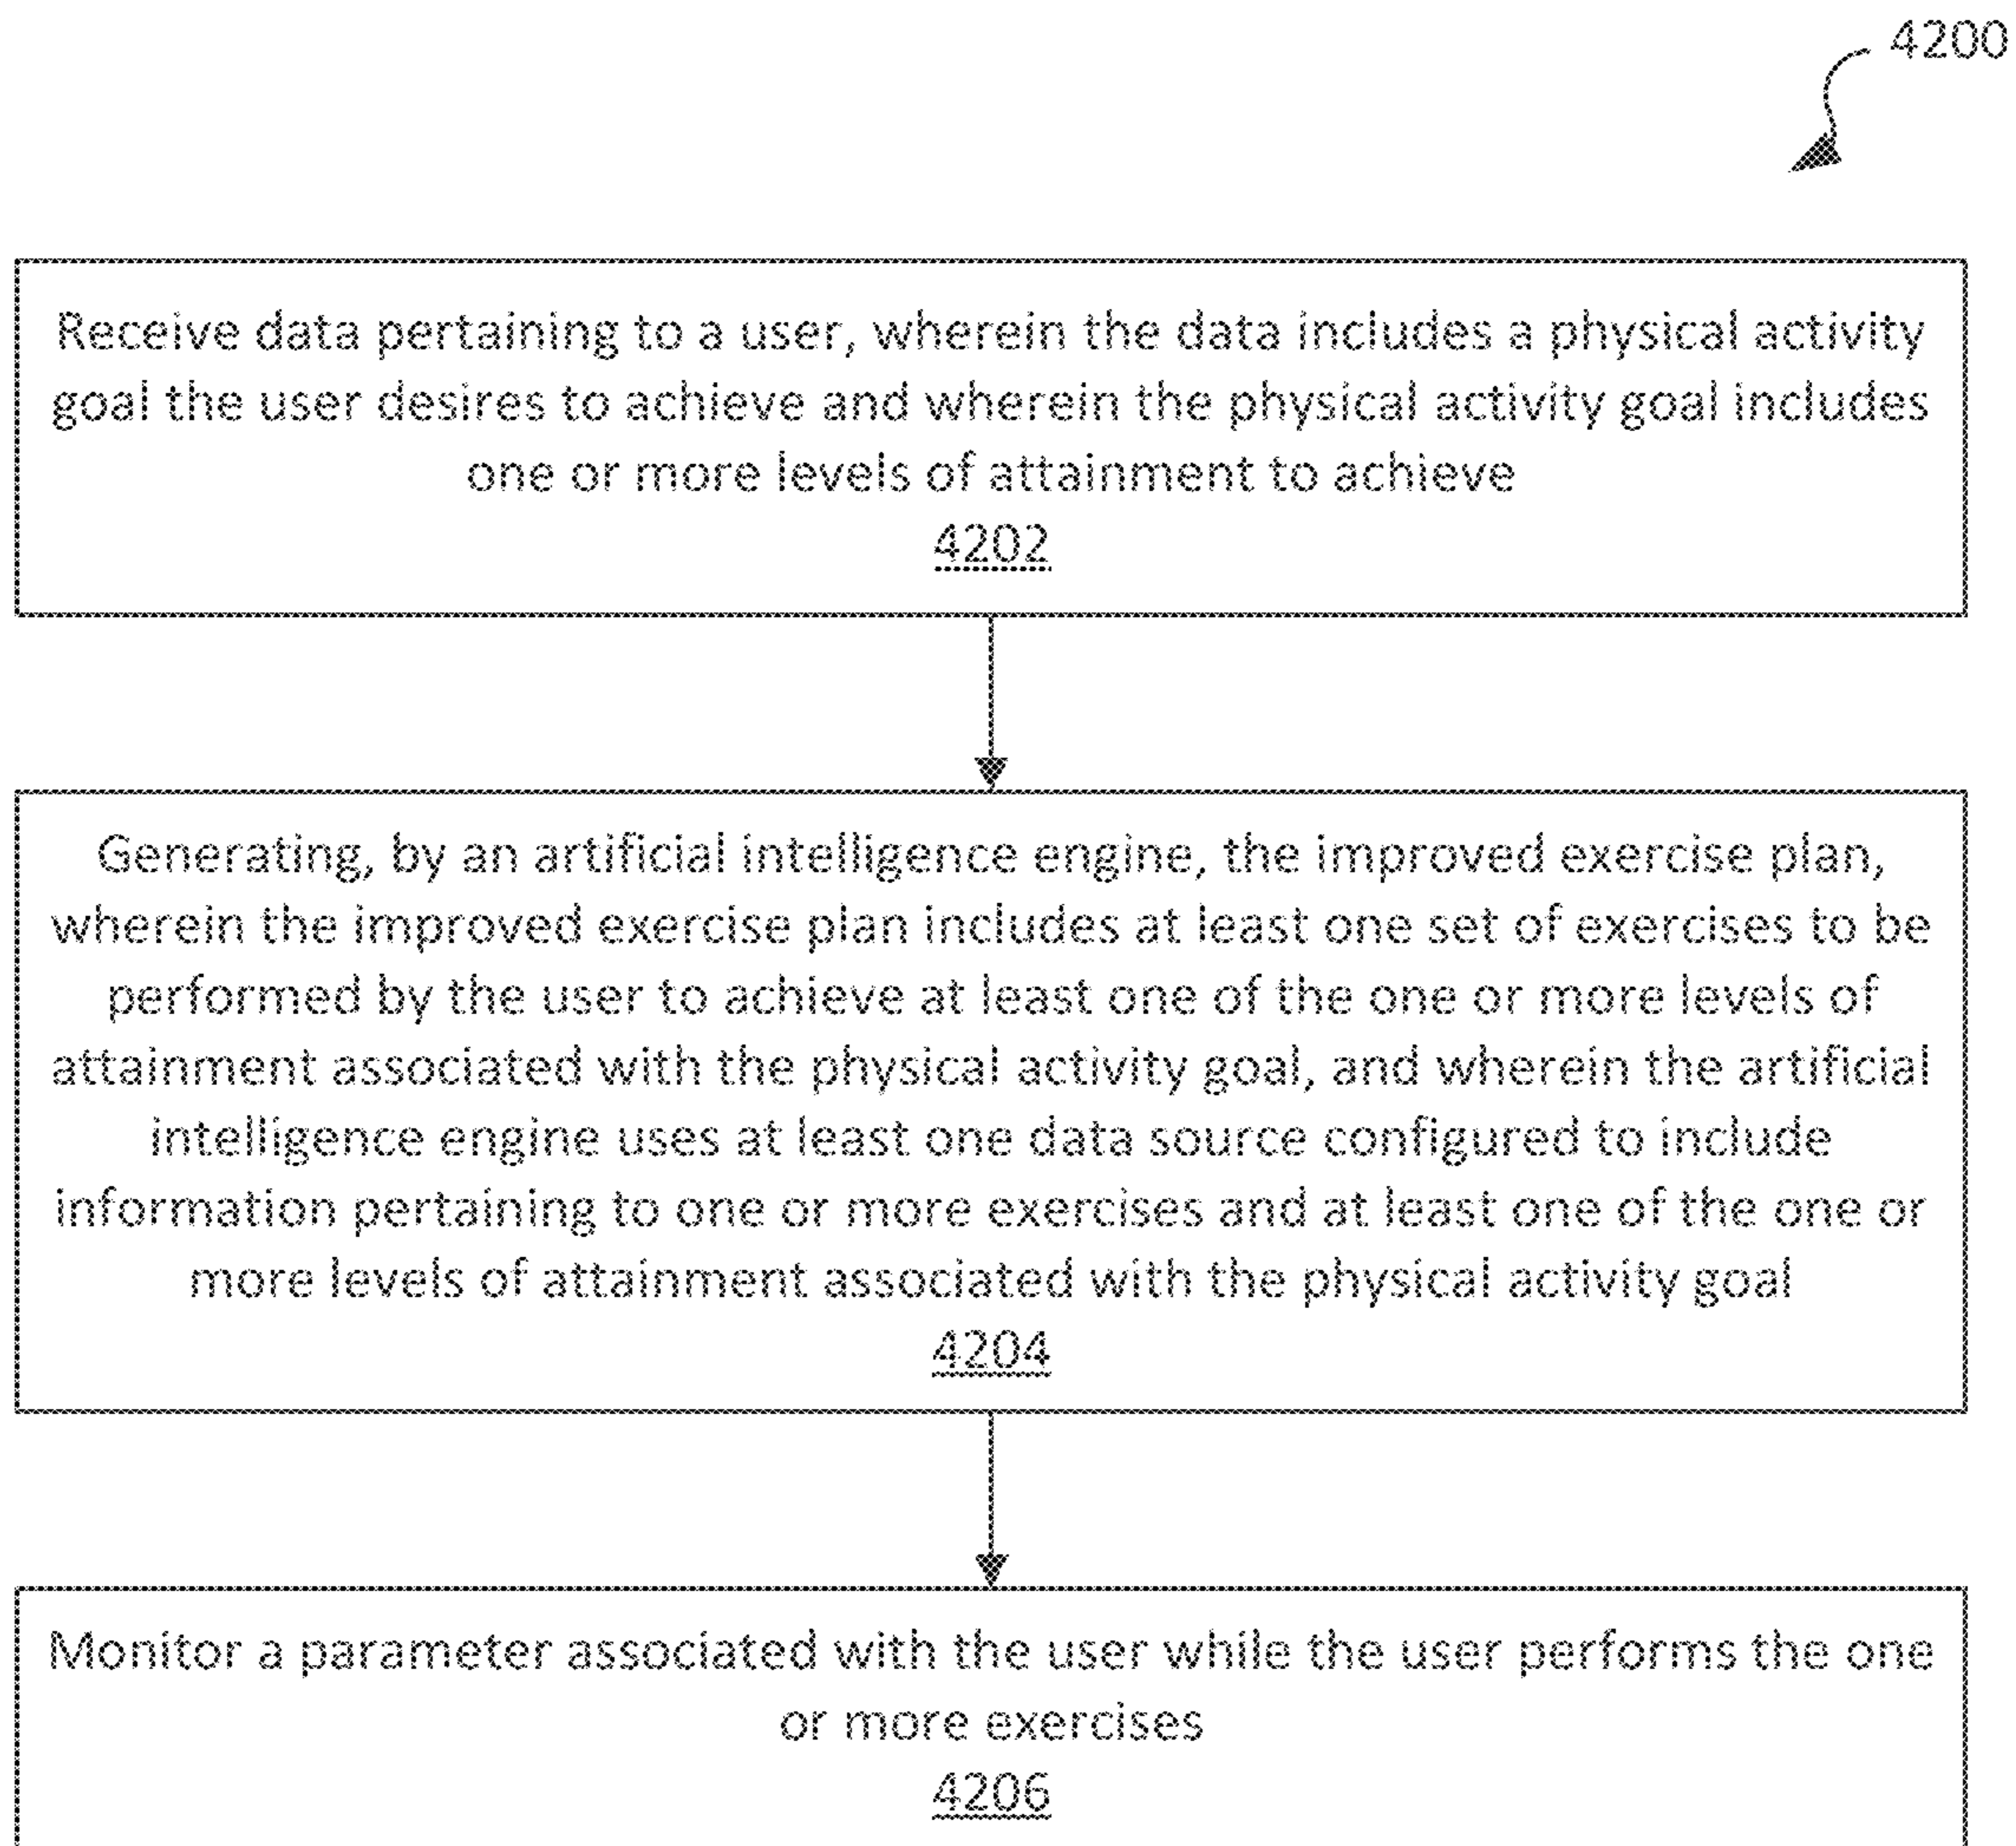 4200
Receive data pertaining to a user, wherein the data includes a physical activity
goal the user desires to achieve and wherein the physical activity goal includes
one or more levels of attainment to achieve
4202
Generating, by an artificial intelligence engine, the improved exercise plan,
wherein the improved exercise plan includes at least one set of exercises to be
performed by the user to achieve at least one of the one or more levels of
attainment associated with the physical activity goal, and wherein the artificial
intelligence engine uses at least one data source configured to include
information pertaining to one or more exercises and at least one of the one or
more levels of attainment associated with the physical activity goal
4204
Monitor a parameter associated with the user while the user performs the one
or more exercises
4206